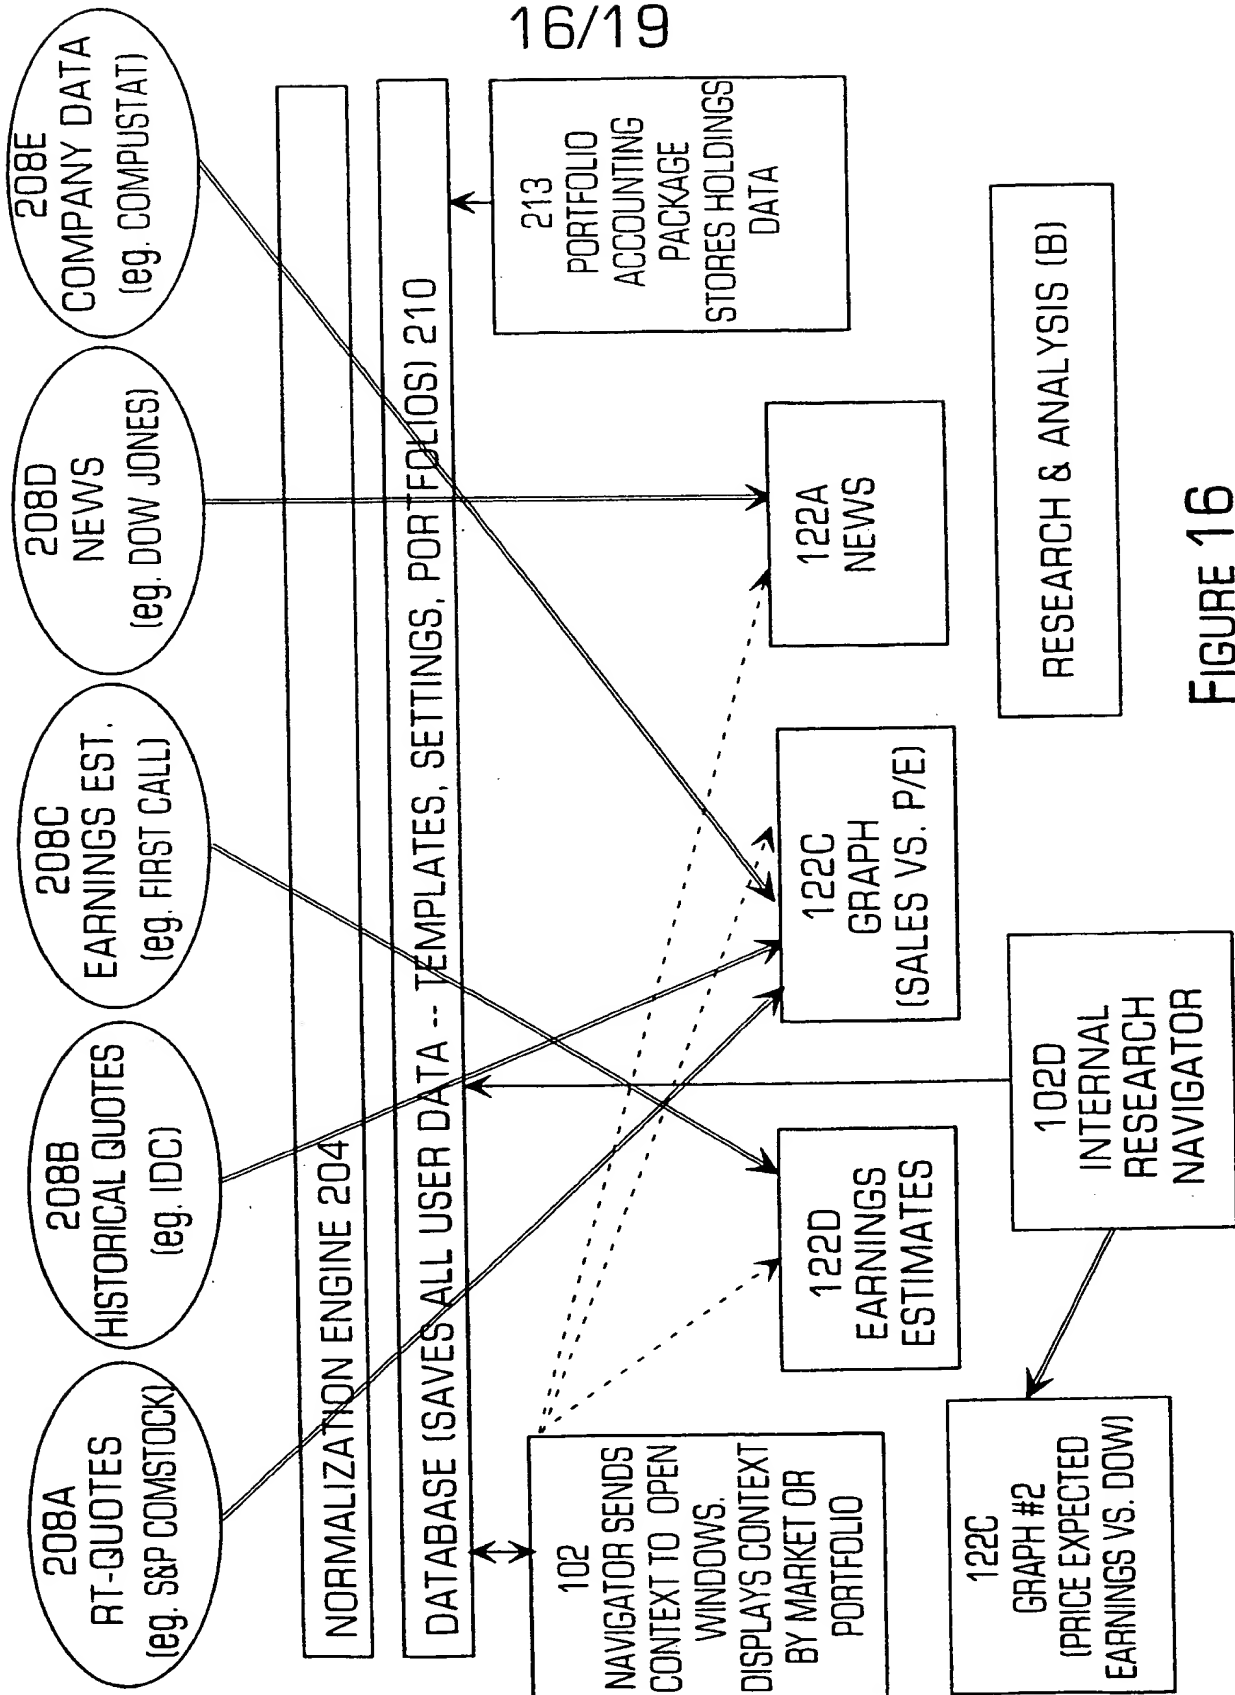 16/19
208A
RT-QUOTES
(eg. S&P COMSTOCK)
208B
HISTORICAL QUOTES
(eg. IDC)
208C
EARNINGS EST.
(eg. FIRST CALL)
208D
NEWS
(eg. DOW JONES)
208E
COMPANY DATA
(eg. COMPUSTAT)
NORMALIZATION ENGINE 204
DATABASE (SAVES ALL USER DATA -- TEMPLATES, SETTINGS, PORTFOLIOS) 210
102
NAVIGATOR SENDS
CONTEXT TO OPEN
WINDOWS.
DISPLAYS CONTEXT
BY MARKET OR
PORTFOLIO
213
PORTFOLIO
ACCOUNTING
PACKAGE
STORES HOLDINGS
DATA
122D
EARNINGS
ESTIMATES
122C
GRAPH
(SALES VS. P/E)
122A
NEWS
122C
GRAPH #2
(PRICE EXPECTED
EARNINGS VS. DOW)
102D
INTERNAL
RESEARCH
NAVIGATOR
RESEARCH & ANALYSIS (B)
FIGURE 16